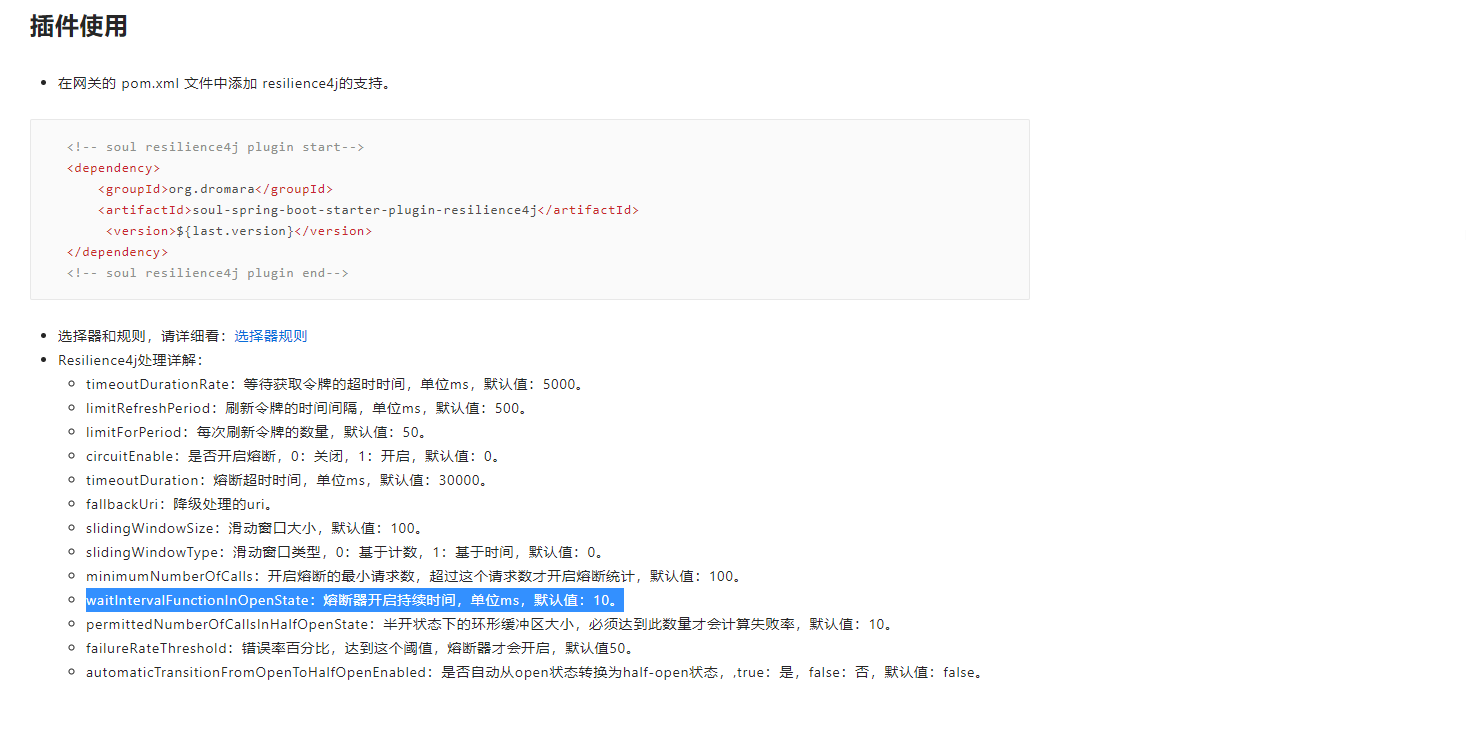 插件使用
在网关的 pom.xml 文件中添加 resilience4j的支持。
<!-- soul resilience4j plugin start-->
<dependency>
<groupId>org.dromara</groupId>
<artifactId>soul-spring-boot-starter-plugin-resilience4j</artifactId>
<version>${last.version}</version>
</dependency>
<!-- soul resilience4j plugin end-->
选择器和规则，请详细看：选择器规则
Resilience4j处理详解：
timeoutDurationRate：等待获取令牌的超时时间，单位ms，默认值：5000。
limitRefreshPeriod：刷新令牌的时间间隔，单位ms，默认值：500。
limitForPeriod：每次刷新令牌的数量，默认值：50。
circuitEnable：是否开启熔断，0：关闭，1：开启，默认值：0。
timeoutDuration：熔断超时时间，单位ms，默认值：30000。
fallbackUri：降级处理的uri。
slidingWindowSize：滑动窗口大小，默认值：100。
slidingWindowType：滑动窗口类型，0：基于计数，1：基于时间，默认值：0。
minimumNumberOfCalls：开启熔断的最小请求数，超过这个请求数才开启熔断统计，默认值：100。
waitIntervalFunctionInOpenState：熔断器开启持续时间，单位ms，默认值：10。
permittedNumberOfCallsInHalfOpenState：半开状态下的环形缓冲区大小，必须达到此数量才会计算失败率，默认值：10。
failureRateThreshold：错误率百分比，达到这个阈值，熔断器才会开启，默认值50。
automaticTransitionFromOpenToHalfOpenEnabled：是否自动从open状态转换为half-open状态，,true：是，false：否，默认值：false。